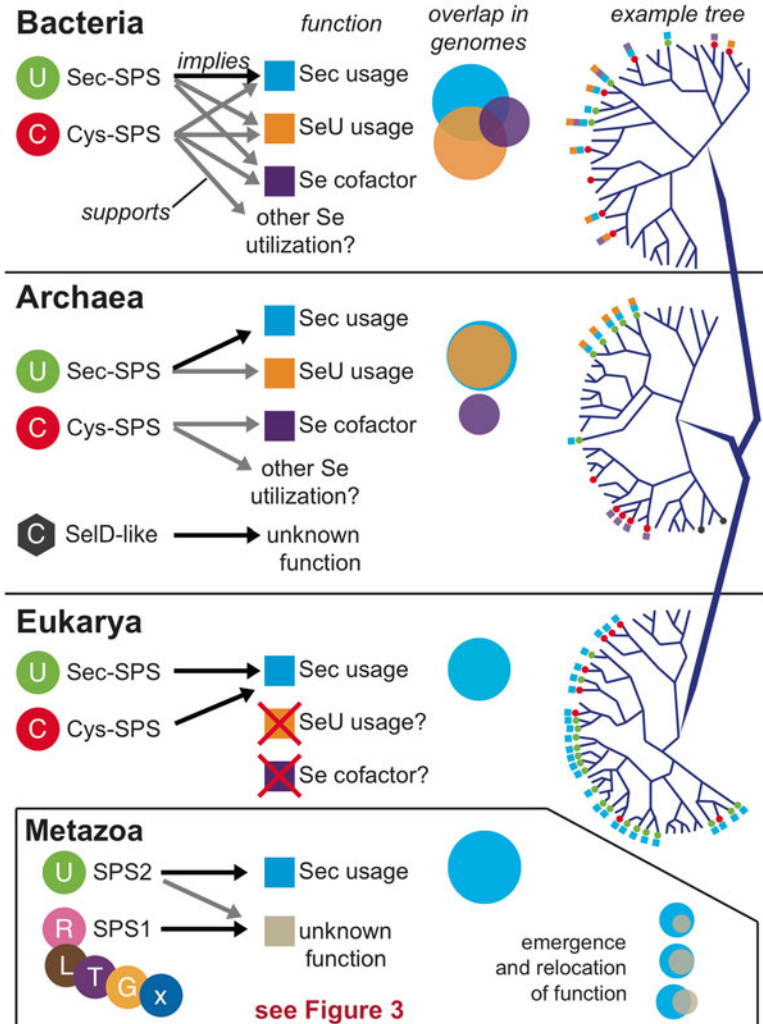 Bacteria
function
overlap in
genomes
example tree
implies
U Sec-SPS
Sec usage
C Cys-SPS
SeU usage
Se cofactor
supports
other Se
utilization?
Archaea
Sec usage
U Sec-SPS
SeU usage
C Cys-SPS
Se cofactor
other Se
utilization?
C SelD-like
unknown
function
Eukarya
U Sec-SPS
Sec usage
C Cys-SPS
SeU usage?
Se cofactor?
Metazoa
U SPS2
Sec usage
R SPS1
unknown
function
L T G x
emergence
and relocation
of function
see Figure 3